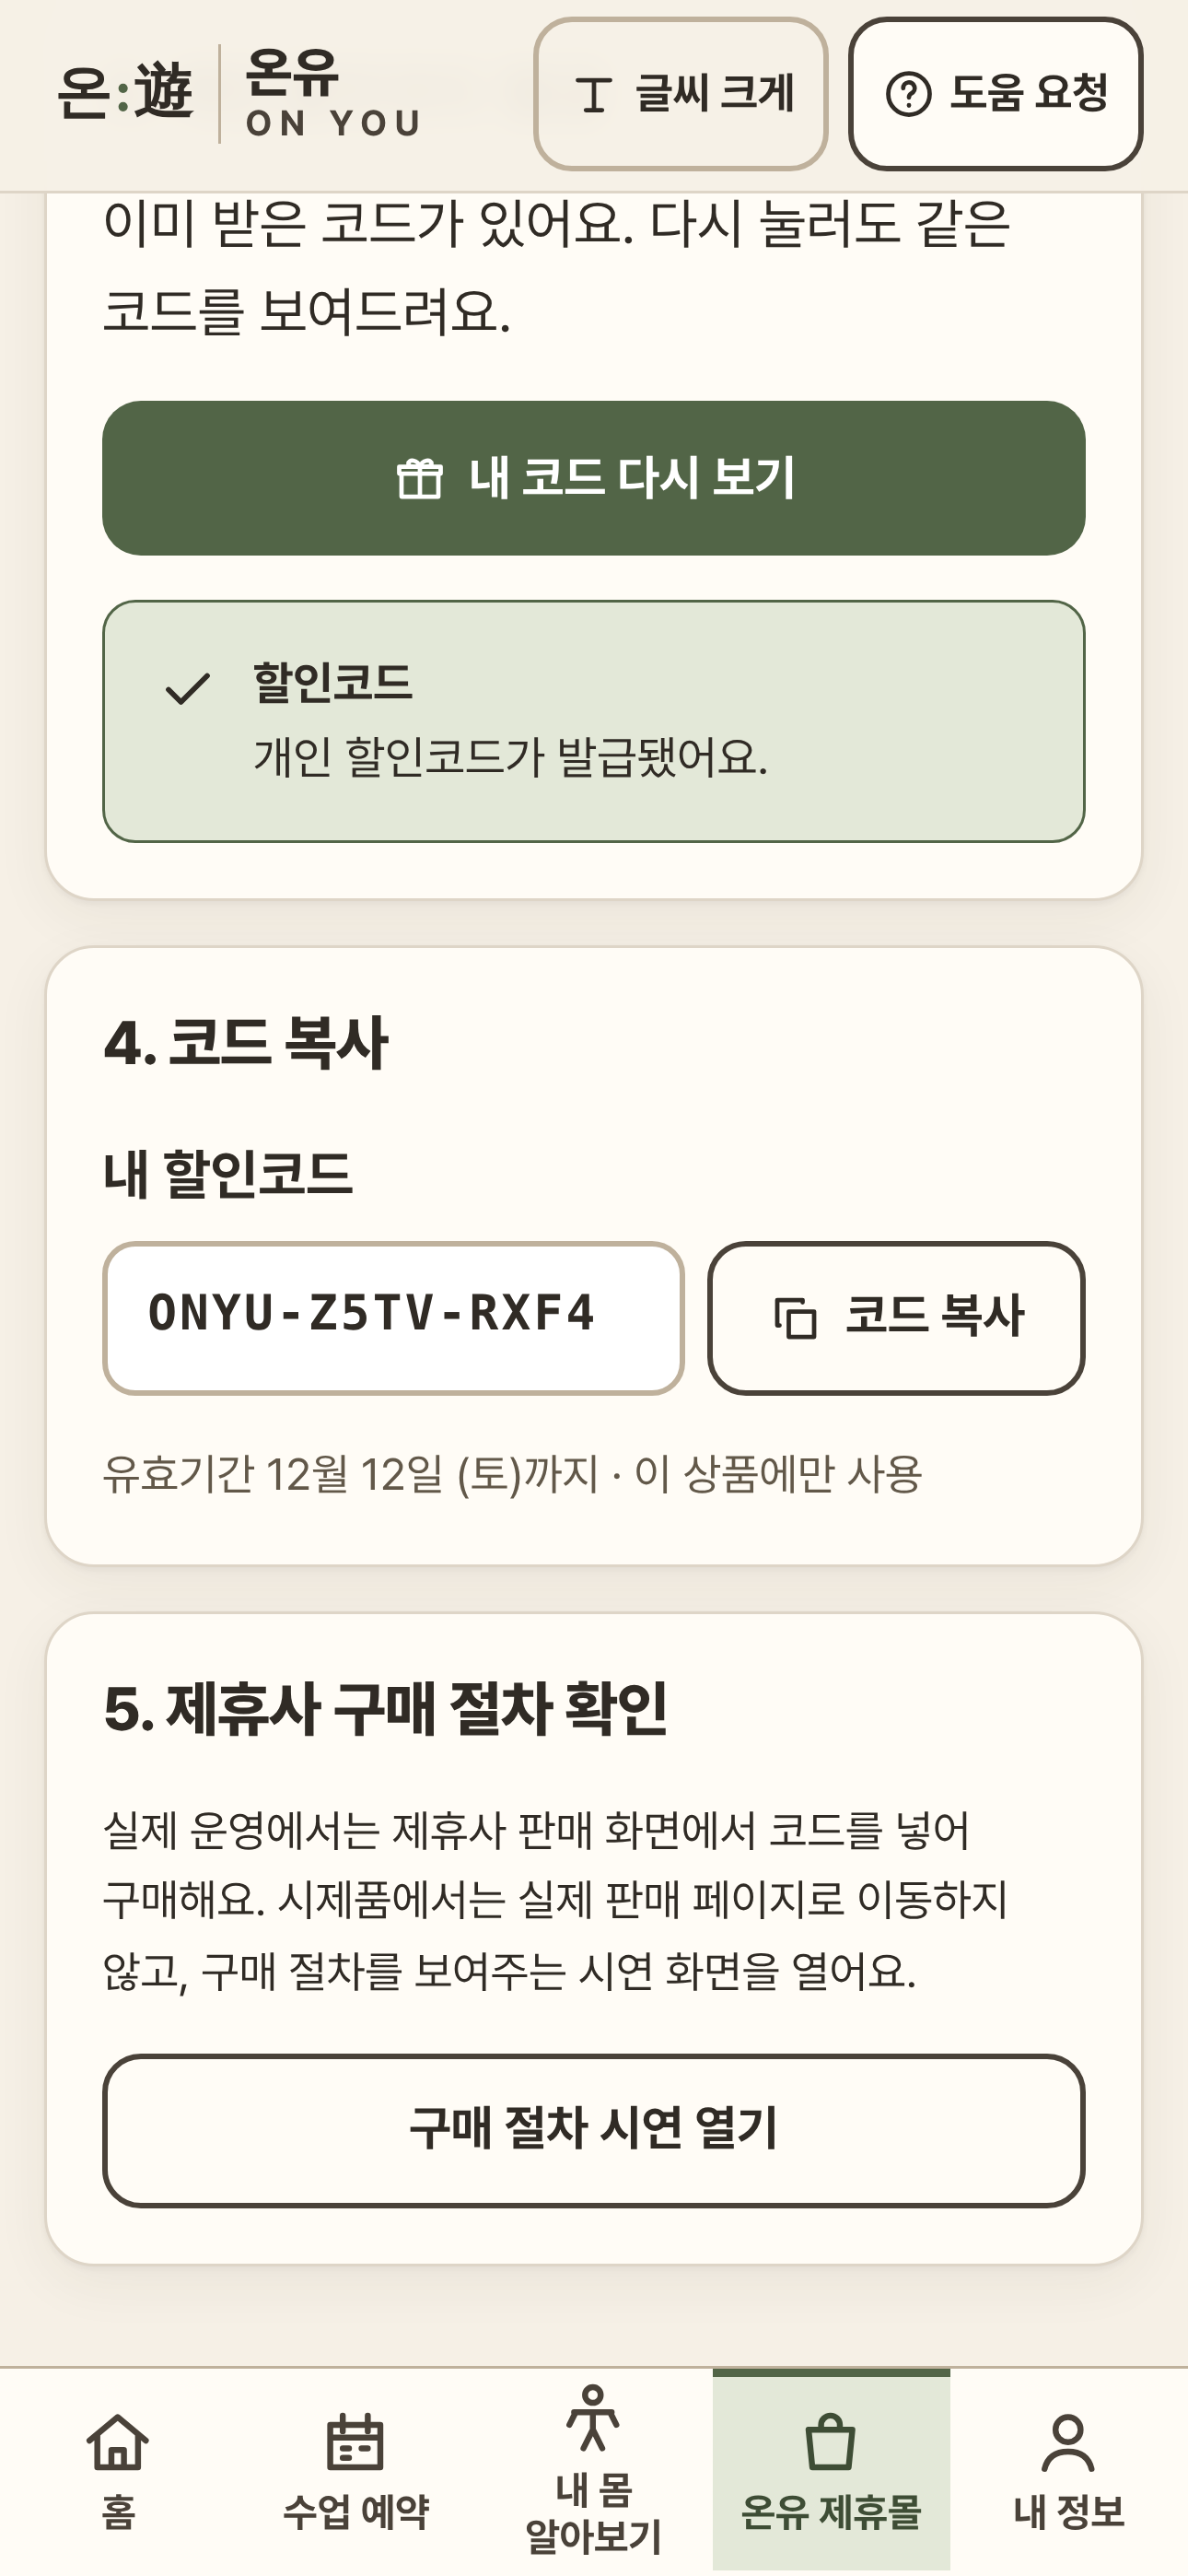 온:遊
온유
ON YOU
글씨 크게
도움 요청
이미 받은 코드가 있어요. 다시 눌러도 같은
코드를 보여드려요.
내 코드 다시 보기
할인코드
개인 할인코드가 발급됐어요.
4. 코드 복사
내 할인코드
ONYU-Z5TV-RXF4
코드 복사
유효기간 12월 12일 (토)까지 · 이 상품에만 사용
5. 제휴사 구매 절차 확인
실제 운영에서는 제휴사 판매 화면에서 코드를 넣어
구매해요. 시제품에서는 실제 판매 페이지로 이동하지
않고, 구매 절차를 보여주는 시연 화면을 열어요.
구매 절차 시연 열기
홈
수업 예약
내 몸
알아보기
온유 제휴몰
내 정보